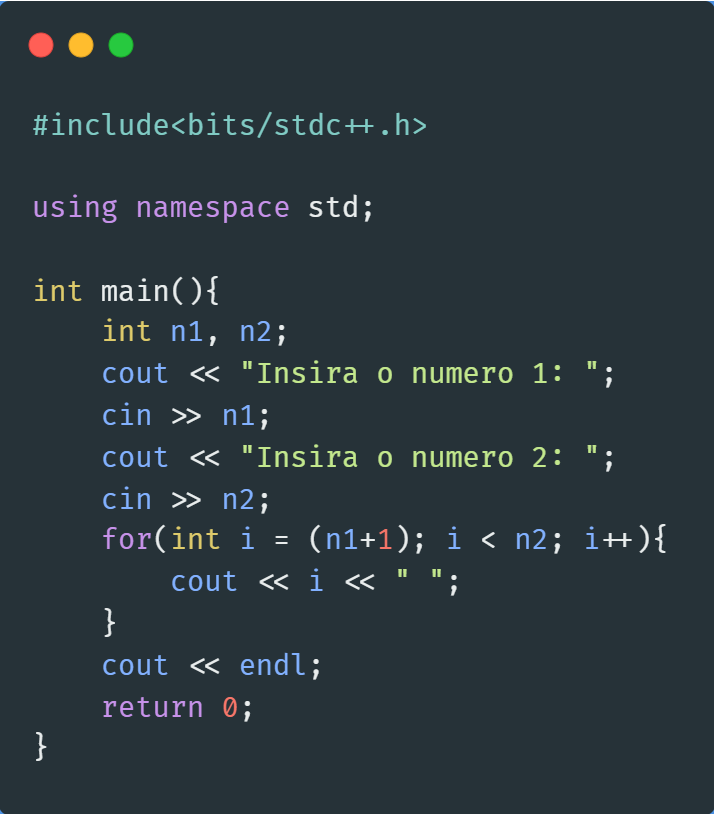 #include<bits/stdc++.h>
using namespace std;
int main(){
    int n1, n2;
    cout << "Insira o numero 1: ";
    cin >> n1;
    cout << "Insira o numero 2: ";
    cin >> n2;
    for(int i = (n1+1); i < n2; i++){
        cout << i << " ";
    }
    cout << endl;
    return 0;
}